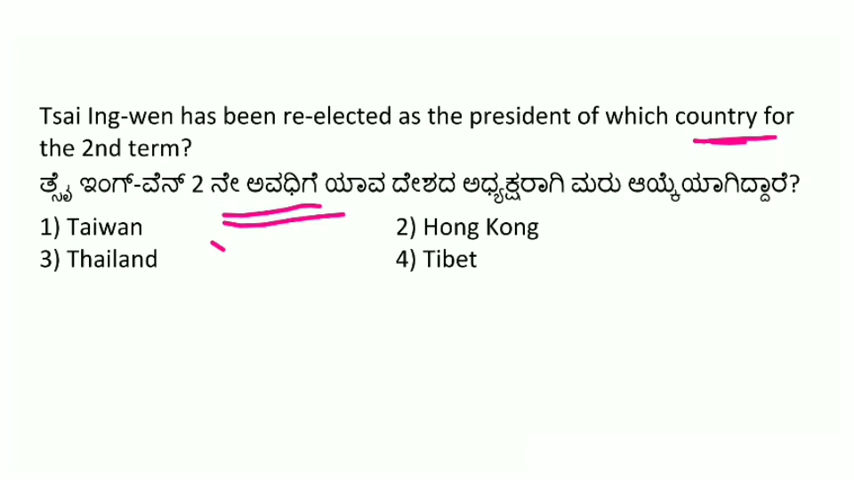 Tsai Ing-wen has been re-elected as the president of which country for
the 2nd term?
ತ್ಸೈ ಇಂಗ್-ವೆನ್ 2 ನೇ ಅವಧಿಗೆ ಯಾವ ದೇಶದ ಅಧ್ಯಕ್ಷರಾಗಿ ಮರು ಆಯ್ಕೆಯಾಗಿದ್ದಾರೆ?
1) Taiwan 2) Hong Kong
3) Thailand 4) Tibet